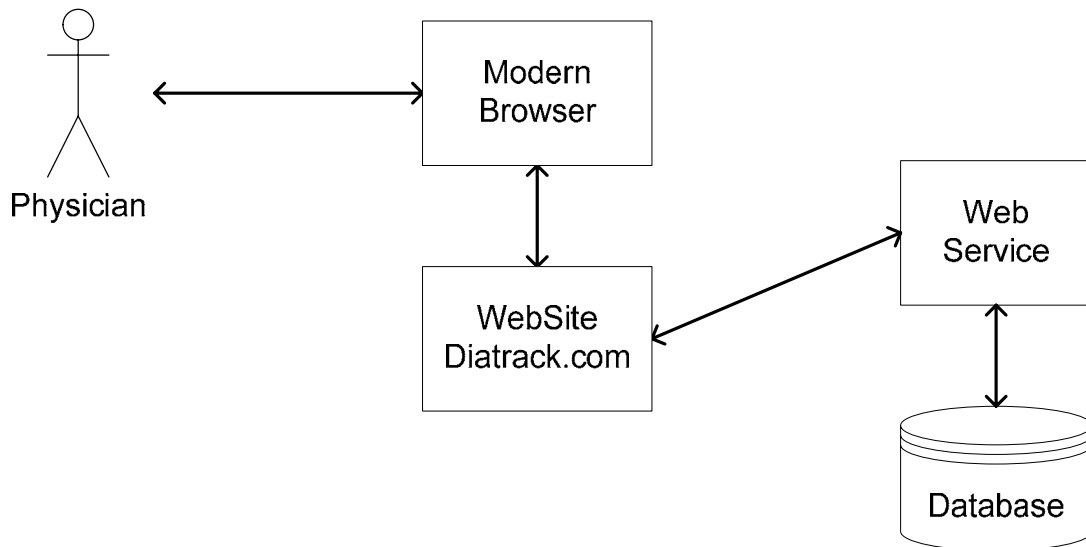 Modern
Browser
Physician
Web
Service
WebSite
Diatrack.com
Database